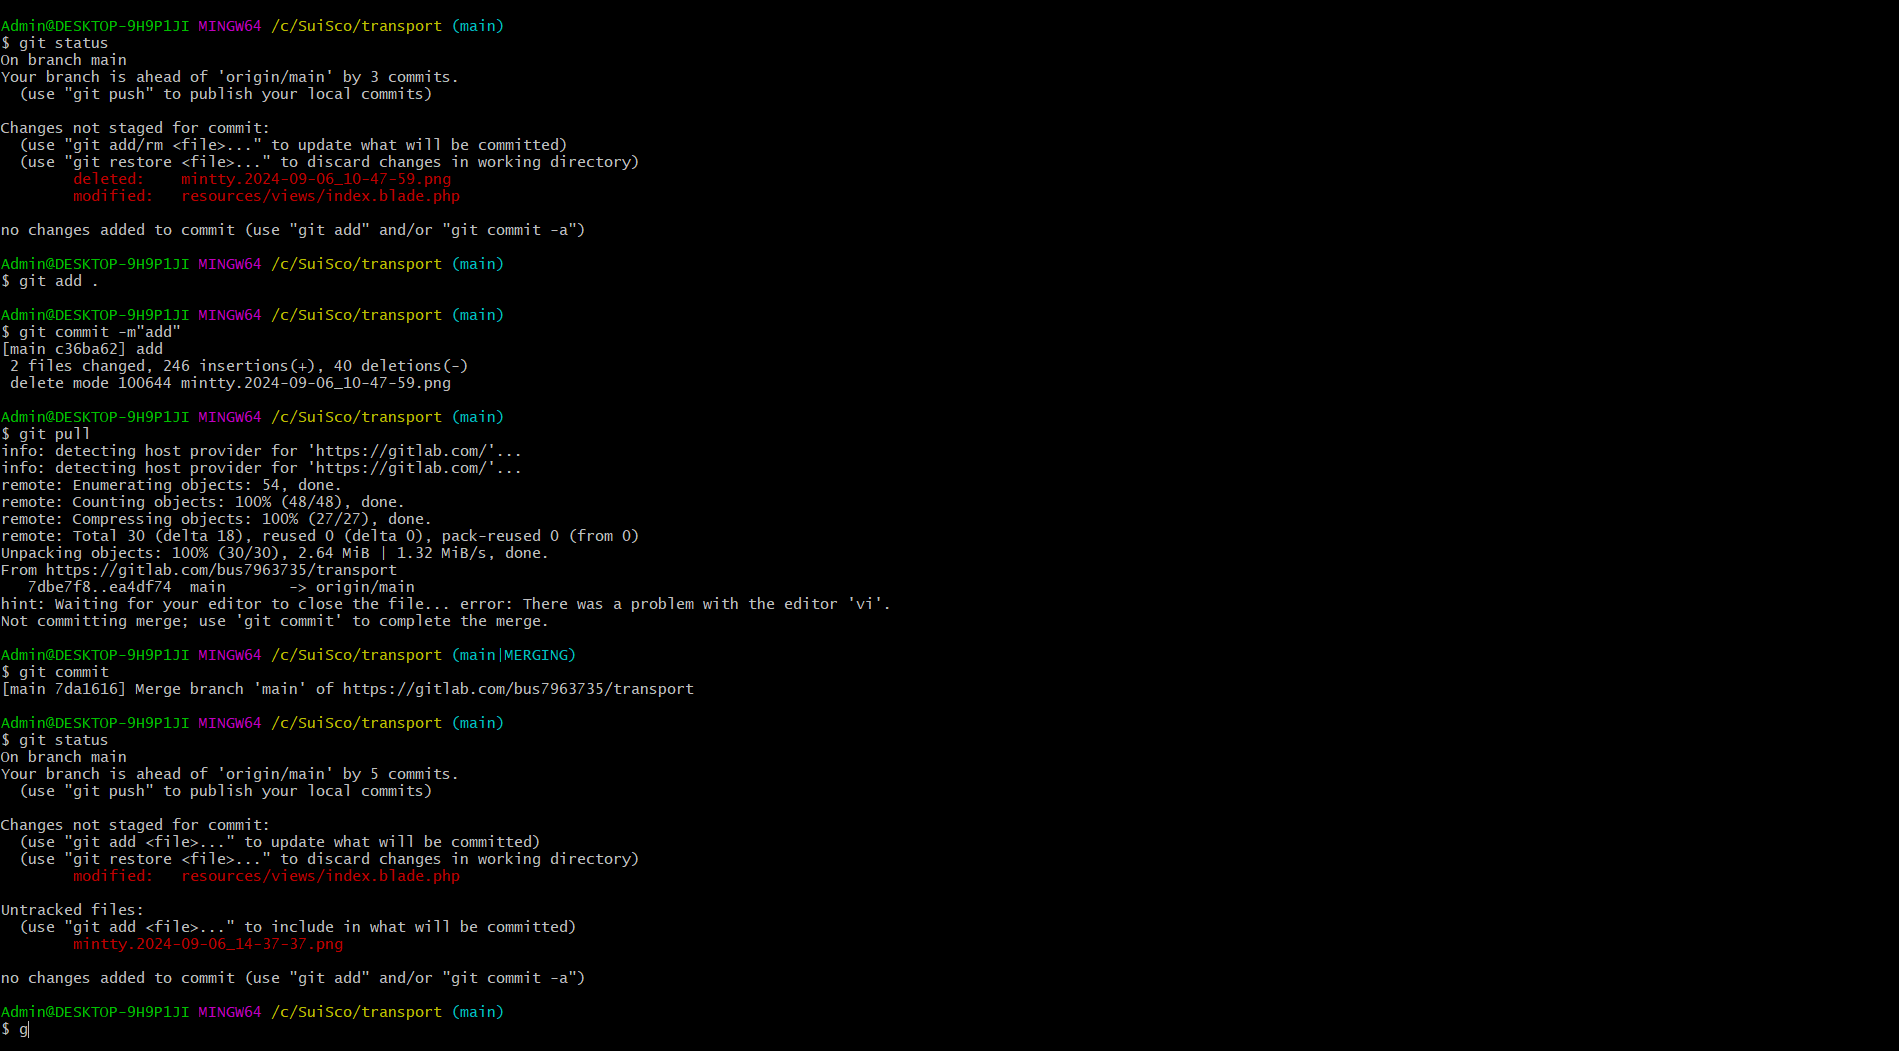 Admin@DESKTOP-9H9P1JI MINGW64 /c/SuiSco/transport (main)
$ git status
On branch main
Your branch is ahead of 'origin/main' by 3 commits.
  (use "git push" to publish your local commits)

Changes not staged for commit:
  (use "git add/rm <file>..." to update what will be committed)
  (use "git restore <file>..." to discard changes in working directory)
        deleted:    mintty.2024-09-06_10-47-59.png
        modified:   resources/views/index.blade.php

no changes added to commit (use "git add" and/or "git commit -a")

Admin@DESKTOP-9H9P1JI MINGW64 /c/SuiSco/transport (main)
$ git add .

Admin@DESKTOP-9H9P1JI MINGW64 /c/SuiSco/transport (main)
$ git commit -m"add"
[main c36ba62] add
 2 files changed, 246 insertions(+), 40 deletions(-)
 delete mode 100644 mintty.2024-09-06_10-47-59.png

Admin@DESKTOP-9H9P1JI MINGW64 /c/SuiSco/transport (main)
$ git pull
info: detecting host provider for 'https://gitlab.com/'...
info: detecting host provider for 'https://gitlab.com/'...
remote: Enumerating objects: 54, done.
remote: Counting objects: 100% (48/48), done.
remote: Compressing objects: 100% (27/27), done.
remote: Total 30 (delta 18), reused 0 (delta 0), pack-reused 0 (from 0)
Unpacking objects: 100% (30/30), 2.64 MiB | 1.32 MiB/s, done.
From https://gitlab.com/bus7963735/transport
   7dbe7f8..ea4df74  main       -> origin/main
hint: Waiting for your editor to close the file... error: There was a problem with the editor 'vi'.
Not committing merge; use 'git commit' to complete the merge.

Admin@DESKTOP-9H9P1JI MINGW64 /c/SuiSco/transport (main|MERGING)
$ git commit
[main 7da1616] Merge branch 'main' of https://gitlab.com/bus7963735/transport

Admin@DESKTOP-9H9P1JI MINGW64 /c/SuiSco/transport (main)
$ git status
On branch main
Your branch is ahead of 'origin/main' by 5 commits.
  (use "git push" to publish your local commits)

Changes not staged for commit:
  (use "git add <file>..." to update what will be committed)
  (use "git restore <file>..." to discard changes in working directory)
        modified:   resources/views/index.blade.php

Untracked files:
  (use "git add <file>..." to include in what will be committed)
        mintty.2024-09-06_14-37-37.png

no changes added to commit (use "git add" and/or "git commit -a")

Admin@DESKTOP-9H9P1JI MINGW64 /c/SuiSco/transport (main)
$ g